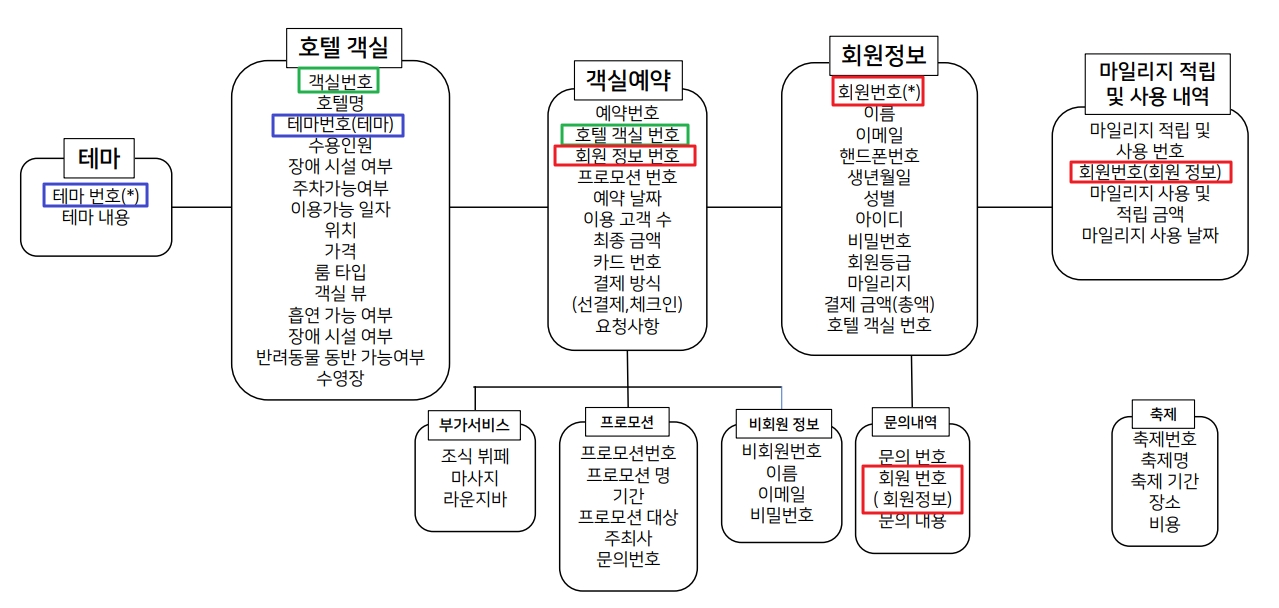 테마
테마 번호(*)
테마 내용
호텔 객실
객실번호
호텔명
테마번호(테마)
수용인원
장애 시설 여부
주차가능여부
이용가능 일자
위치
가격
룸 타입
객실 뷰
흡연 가능 여부
장애 시설 여부
반려동물 동반 가능여부
수영장
객실예약
예약번호
호텔 객실 번호
회원 정보 번호
프로모션 번호
예약 날짜
이용 고객 수
최종 금액
카드 번호
결제 방식
(선결제,체크인)
요청사항
회원정보
회원번호(*)
이름
이메일
핸드폰번호
생년월일
성별
아이디
비밀번호
회원등급
마일리지
결제 금액(총액)
호텔 객실 번호
마일리지 적립
및 사용 내역
마일리지 적립 및
사용 번호
회원번호(회원 정보)
마일리지 사용 및
적립 금액
마일리지 사용 날짜
부가서비스
조식 뷔페
마사지
라운지바
프로모션
프로모션번호
프로모션 명
기간
프로모션 대상
주최사
문의번호
비회원 정보
비회원번호
이름
이메일
비밀번호
문의내역
문의 번호
회원 번호
( 회원정보)
문의 내용
축제
축제번호
축제명
축제 기간
장소
비용